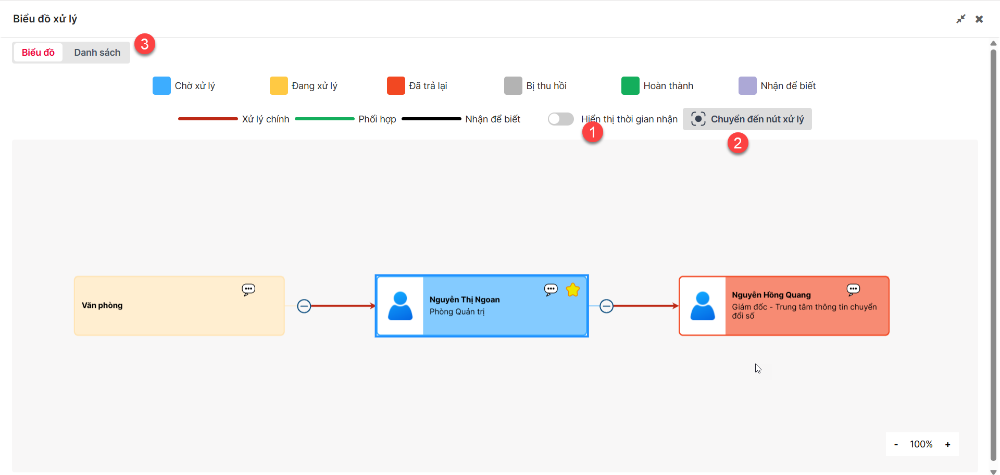 Biểu đồ xử lý
Biểu đồ Danh sách 3
Chờ xử lý Đang xử lý Đã trả lại Bị thu hồi Hoàn thành Nhận để biết
Xử lý chính Phối hợp Nhận để biết Hiển thị thời gian nhận Chuyển đến nút xử lý
1 2
Văn phòng
Nguyễn Thị Ngoan
Phòng Quản trị
Nguyễn Hồng Quang
Giám đốc - Trung tâm thông tin chuyển
đổi số
- 100% +